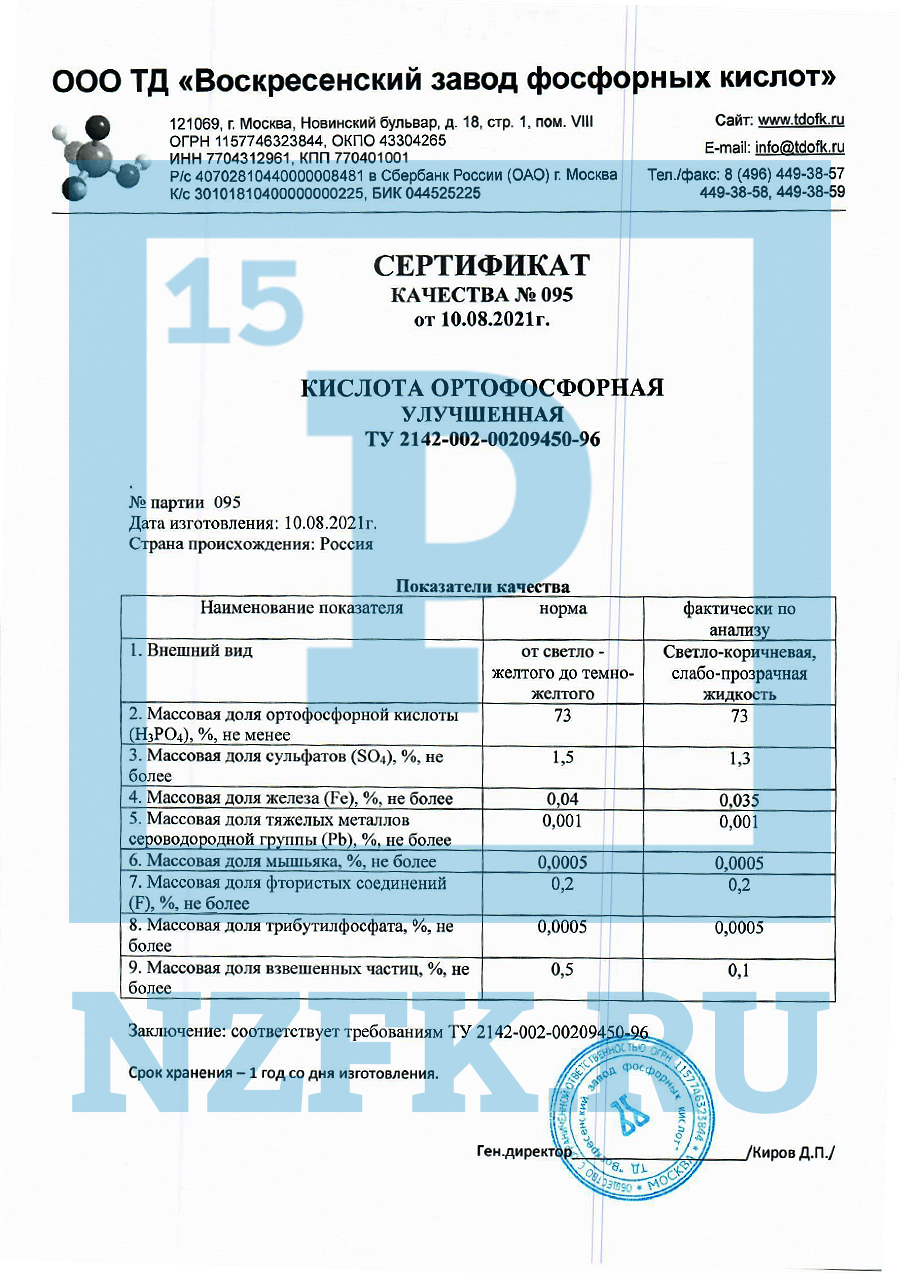 ООО ТД «Воскресенский завод фосфорных кислот»
121069, г. Москва, Новинский бульвар, д. 18, стр. 1, пом. VIII
ОГРН 1157746323844, ОКПО 43304265
ИНН 7704312961, КПП 770401001
Р/с 40702810440000008481 в Сбербанк России (ОАО) г. Москва
К/с 30101810400000000225, БИК 044525225
Сайт: www.tdofk.ru
E-mail: info@tdofk.ru
Тел./факс: 8 (496) 449-38-57
449-38-58, 449-38-59
15
P
СЕРТИФИКАТ
КАЧЕСТВА № 095
от 10.08.2021г.
КИСЛОТА ОРТОФОСФОРНАЯ
УЛУЧШЕННАЯ
ТУ 2142-002-00209450-96
.
№ партии 095
Дата изготовления: 10.08.2021г.
Страна происхождения: Россия
Показатели качества
Наименование показателя норма фактически по
анализу
1. Внешний вид от светло - Светло-коричневая,
желтого до темно- слабо-прозрачная
желтого жидкость
2. Массовая доля ортофосфорной кислоты 73 73
(H₃PO₄), %, не менее
3. Массовая доля сульфатов (SO₄), %, не 1,5 1,3
более
4. Массовая доля железа (Fe), %, не более 0,04 0,035
5. Массовая доля тяжелых металлов 0,001 0,001
сероводородной группы (Pb), %, не более
6. Массовая доля мышьяка, %, не более 0,0005 0,0005
7. Массовая доля фтористых соединений 0,2 0,2
(F), %, не более
8. Массовая доля трибутилфосфата, %, не 0,0005 0,0005
более
9. Массовая доля взвешенных частиц, %, не 0,5 0,1
более
NZFK.RU
Заключение: соответствует требованиям ТУ 2142-002-00209450-96
Срок хранения – 1 год со дня изготовления.
Ген.директор /Киров Д.П./
ОБЩЕСТВО С ОГРАНИЧЕННОЙ ОТВЕТСТВЕННОСТЬЮ ОГРН 1157746323844 * МОСКВА *
ТД "Воскресенский завод фосфорных кислот"